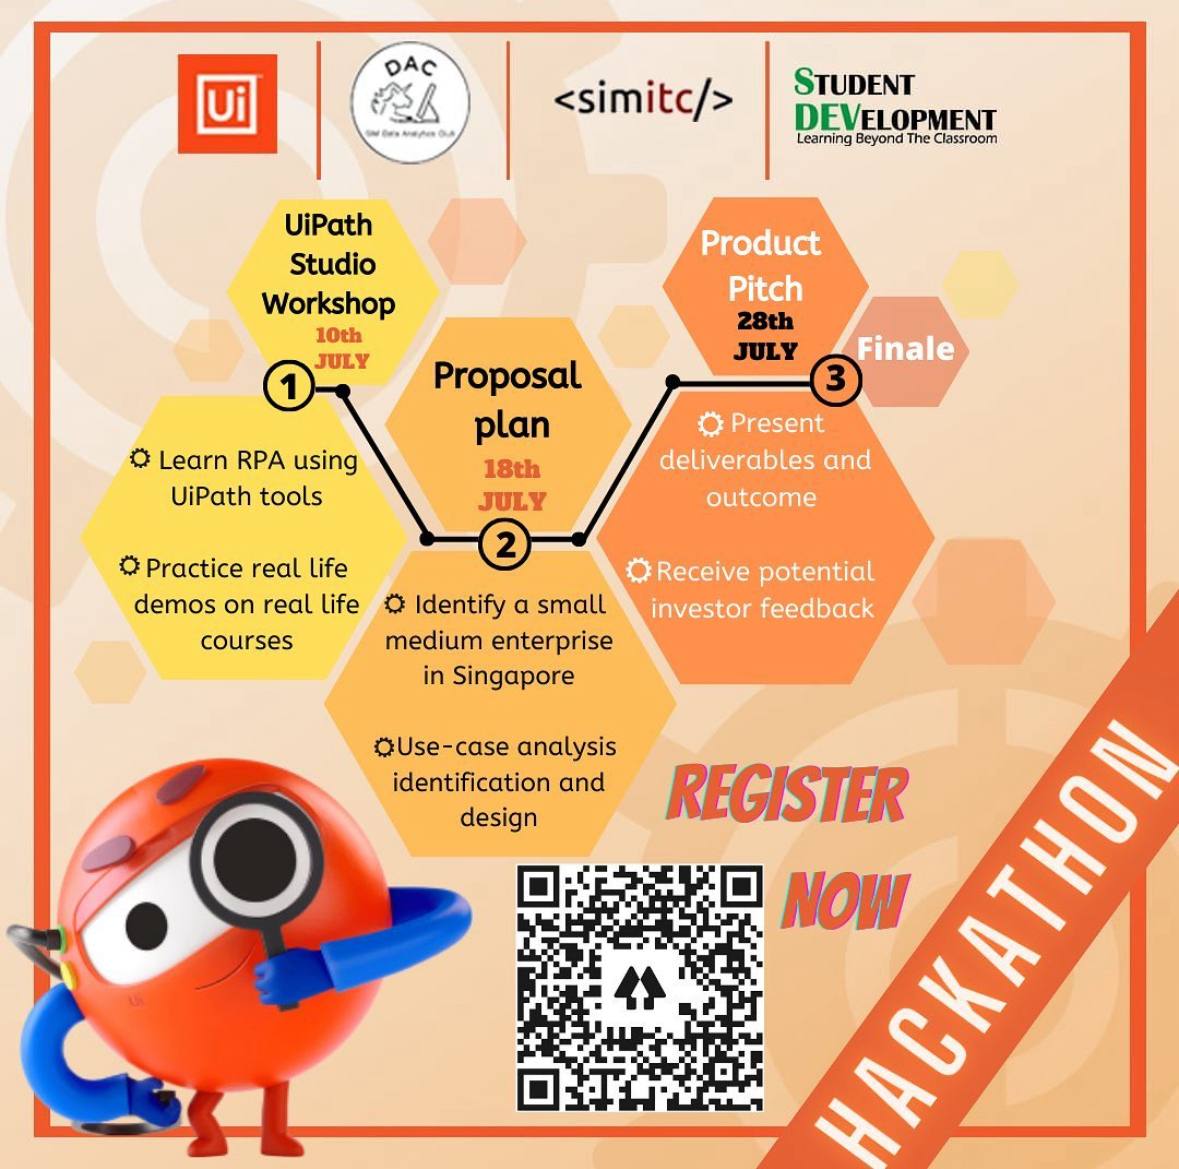 Ui
DAC
SIM Data Analytics Club
<simitc/>
STUDENT
DEVELOPMENT
Learning Beyond The Classroom
UiPath
Studio
Workshop
10th
JULY
1
Learn RPA using
UiPath tools
Practice real life
demos on real life
courses
Proposal
plan
18th
JULY
2
Identify a small
medium enterprise
in Singapore
Use-case analysis
identification and
design
Product
Pitch
28th
JULY
3
Finale
Present
deliverables and
outcome
Receive potential
investor feedback
REGISTER
NOW
HACKATHON
Ui